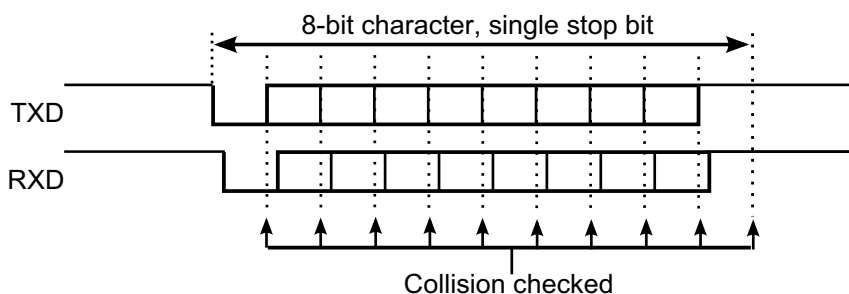 8-bit character, single stop bit
TXD
RXD
Collision checked